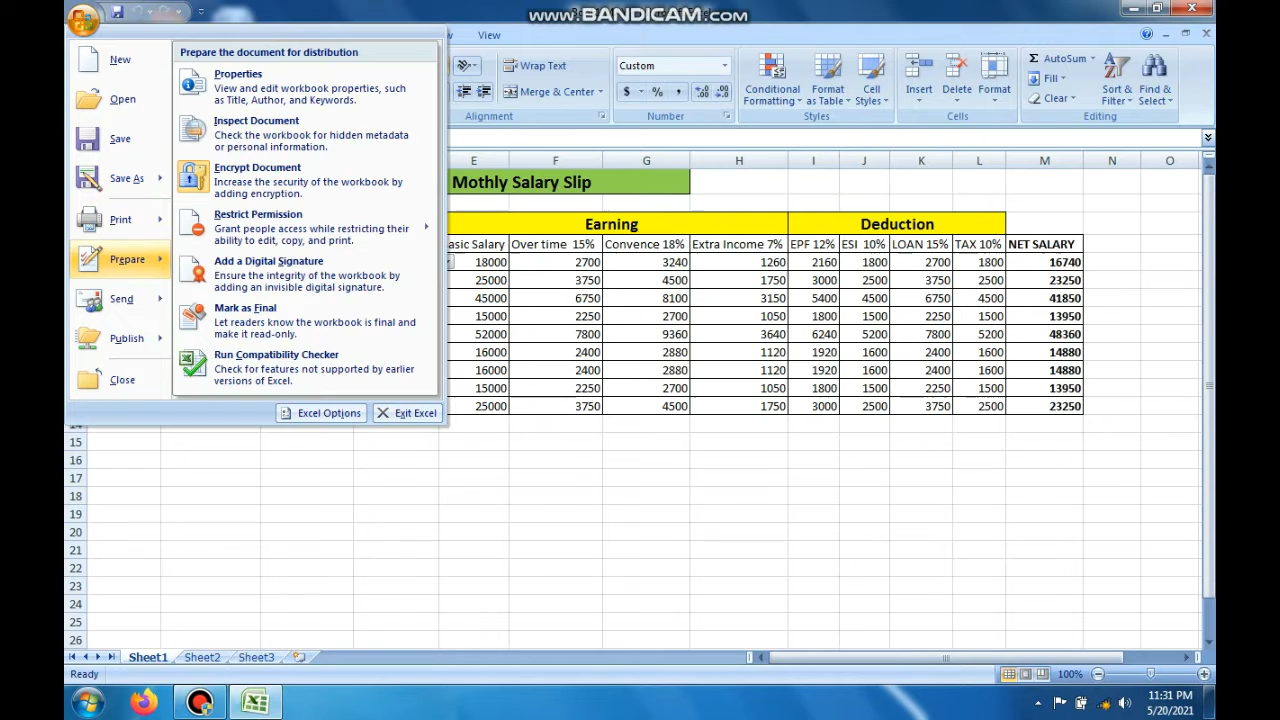 www.BANDICAM.com
View
New
Open
Save
Save As
Print
Prepare
Send
Publish
Close
Prepare the document for distribution
Properties
View and edit workbook properties, such
as Title, Author, and Keywords.
Inspect Document
Check the workbook for hidden metadata
or personal information.
Encrypt Document
Increase the security of the workbook by
adding encryption.
Restrict Permission
Grant people access while restricting their
ability to edit, copy, and print.
Add a Digital Signature
Ensure the integrity of the workbook by
adding an invisible digital signature.
Mark as Final
Let readers know the workbook is final and
make it read-only.
Run Compatibility Checker
Check for features not supported by earlier
versions of Excel.
Excel Options
Exit Excel
Wrap Text
Merge & Center
Alignment
Custom
$ % ,
Number
Conditional
Formatting
Format
as Table
Cell
Styles
Styles
Insert
Delete
Format
Cells
AutoSum
Fill
Clear
Sort &
Filter
Find &
Select
Editing
E F G H I J K L M N O
Mothly Salary Slip
Earning Deduction
asic Salary Over time 15% Convence 18% Extra Income 7% EPF 12% ESI 10% LOAN 15% TAX 10% NET SALARY
18000 2700 3240 1260 2160 1800 2700 1800 16740
25000 3750 4500 1750 3000 2500 3750 2500 23250
45000 6750 8100 3150 5400 4500 6750 4500 41850
15000 2250 2700 1050 1800 1500 2250 1500 13950
52000 7800 9360 3640 6240 5200 7800 5200 48360
16000 2400 2880 1120 1920 1600 2400 1600 14880
16000 2400 2880 1120 1920 1600 2400 1600 14880
15000 2250 2700 1050 1800 1500 2250 1500 13950
25000 3750 4500 1750 3000 2500 3750 2500 23250
14
15
16
17
18
19
20
21
22
23
24
25
26
Sheet1 Sheet2 Sheet3
Ready
100%
11:31 PM
5/20/2021